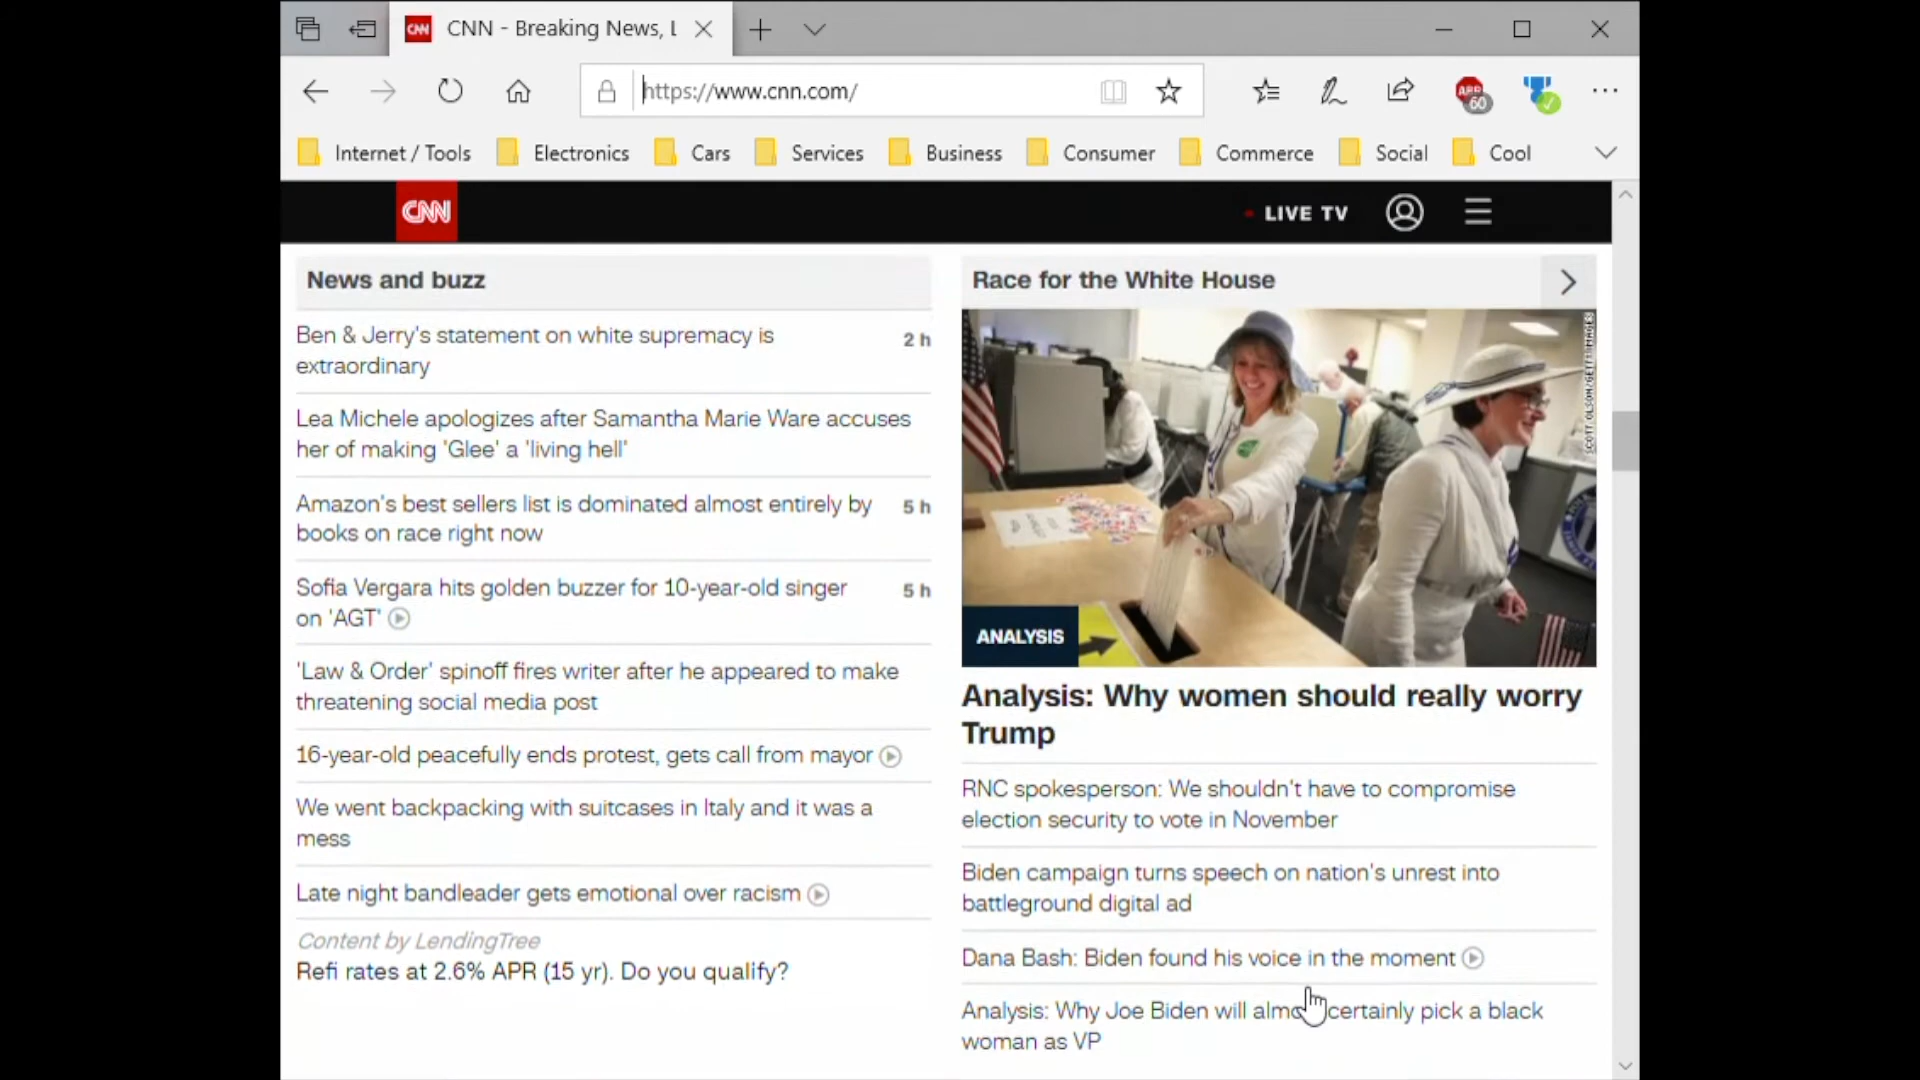 CNN - Breaking News, L
https://www.cnn.com/
ABP
60
Internet / Tools
Electronics
Cars
Services
Business
Consumer
Commerce
Social
Cool
CNN
LIVE TV
News and buzz
Ben & Jerry's statement on white supremacy is
extraordinary
2 h
Lea Michele apologizes after Samantha Marie Ware accuses
her of making 'Glee' a 'living hell'
Amazon's best sellers list is dominated almost entirely by
books on race right now
5 h
Sofia Vergara hits golden buzzer for 10-year-old singer
on 'AGT'
5 h
'Law & Order' spinoff fires writer after he appeared to make
threatening social media post
16-year-old peacefully ends protest, gets call from mayor
We went backpacking with suitcases in Italy and it was a
mess
Late night bandleader gets emotional over racism
Content by LendingTree
Refi rates at 2.6% APR (15 yr). Do you qualify?
Race for the White House
SCOTT OLSON/GETTY IMAGES
ANALYSIS
Analysis: Why women should really worry
Trump
RNC spokesperson: We shouldn't have to compromise
election security to vote in November
Biden campaign turns speech on nation's unrest into
battleground digital ad
Dana Bash: Biden found his voice in the moment
Analysis: Why Joe Biden will almost certainly pick a black
woman as VP